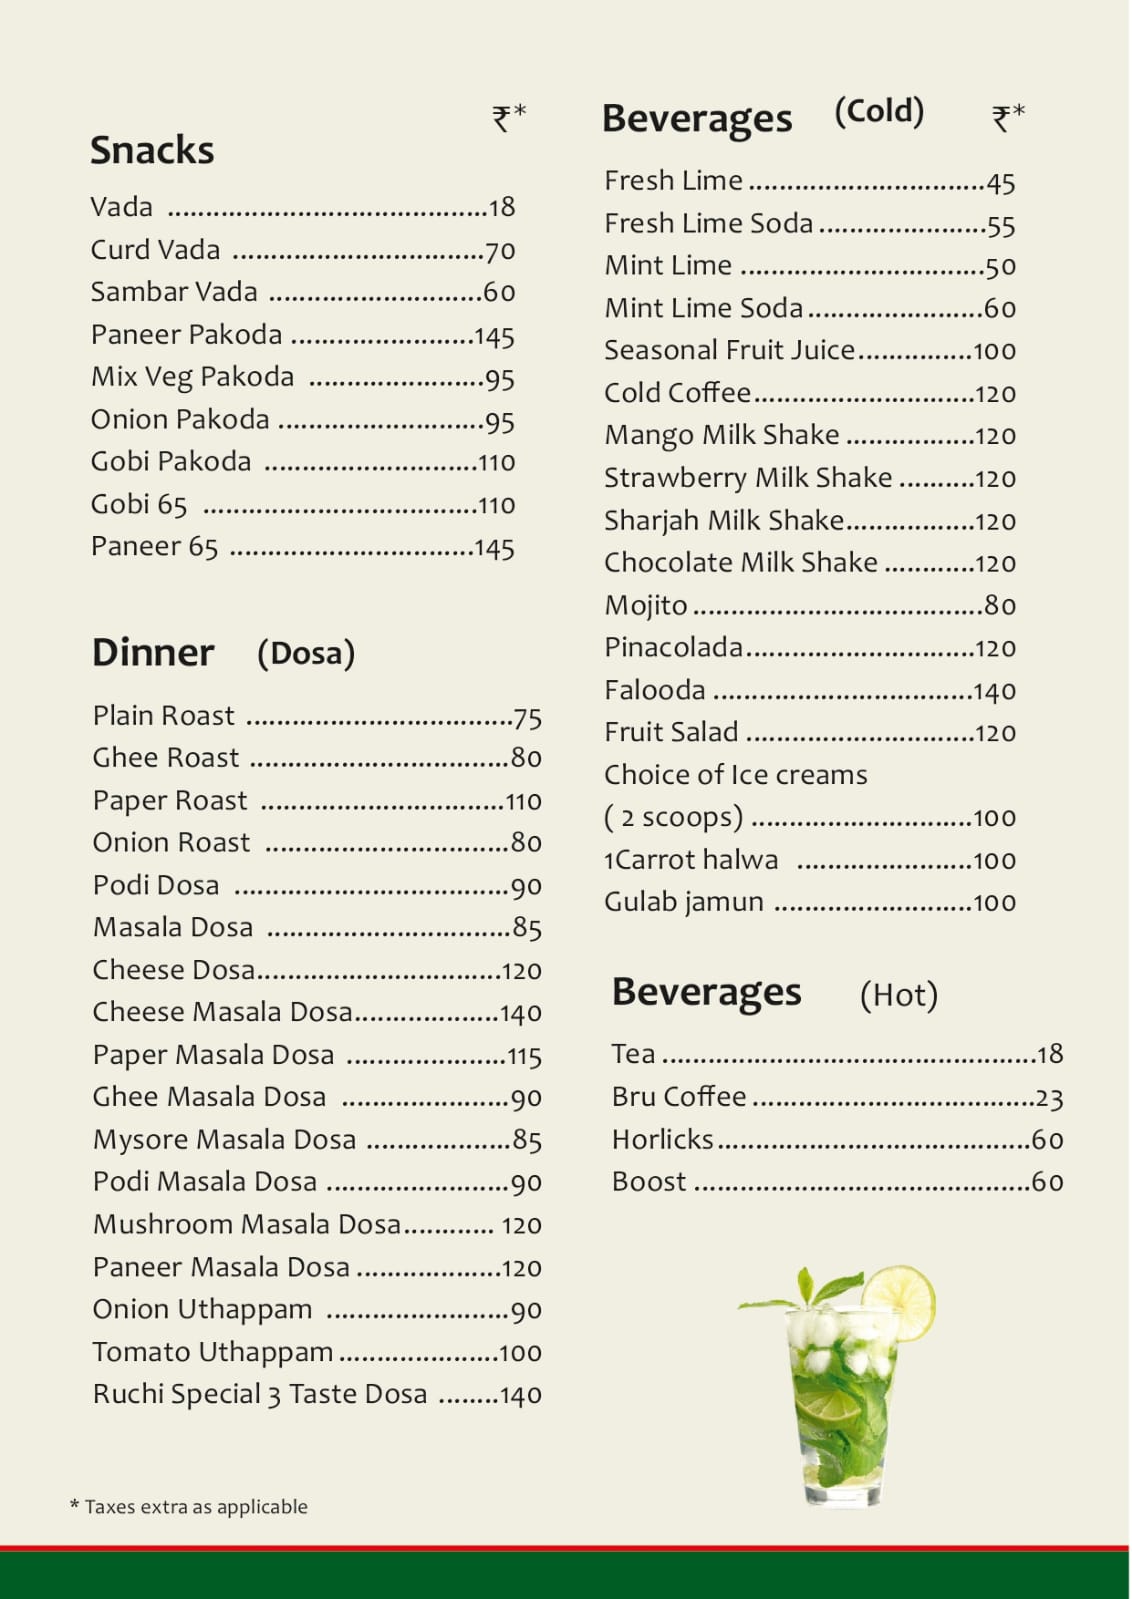 ₹*
Snacks
Vada ..........................................18
Curd Vada .................................70
Sambar Vada ............................60
Paneer Pakoda ........................145
Mix Veg Pakoda .......................95
Onion Pakoda ...........................95
Gobi Pakoda ............................110
Gobi 65 ....................................110
Paneer 65 ................................145
Dinner (Dosa)
Plain Roast ...................................75
Ghee Roast ..................................80
Paper Roast ................................110
Onion Roast ................................80
Podi Dosa ....................................90
Masala Dosa ................................85
Cheese Dosa................................120
Cheese Masala Dosa...................140
Paper Masala Dosa .....................115
Ghee Masala Dosa ......................90
Mysore Masala Dosa ...................85
Podi Masala Dosa ........................90
Mushroom Masala Dosa............ 120
Paneer Masala Dosa ...................120
Onion Uthappam ........................90
Tomato Uthappam .....................100
Ruchi Special 3 Taste Dosa ........140
* Taxes extra as applicable
Beverages (Cold) ₹*
Fresh Lime ...............................45
Fresh Lime Soda ......................55
Mint Lime ................................50
Mint Lime Soda.......................60
Seasonal Fruit Juice...............100
Cold Coffee.............................120
Mango Milk Shake .................120
Strawberry Milk Shake ..........120
Sharjah Milk Shake.................120
Chocolate Milk Shake ............120
Mojito ......................................80
Pinacolada..............................120
Falooda ..................................140
Fruit Salad ..............................120
Choice of Ice creams
( 2 scoops) .............................100
1Carrot halwa .......................100
Gulab jamun ..........................100
Beverages (Hot)
Tea .................................................18
Bru Coffee .....................................23
Horlicks.........................................60
Boost ............................................60